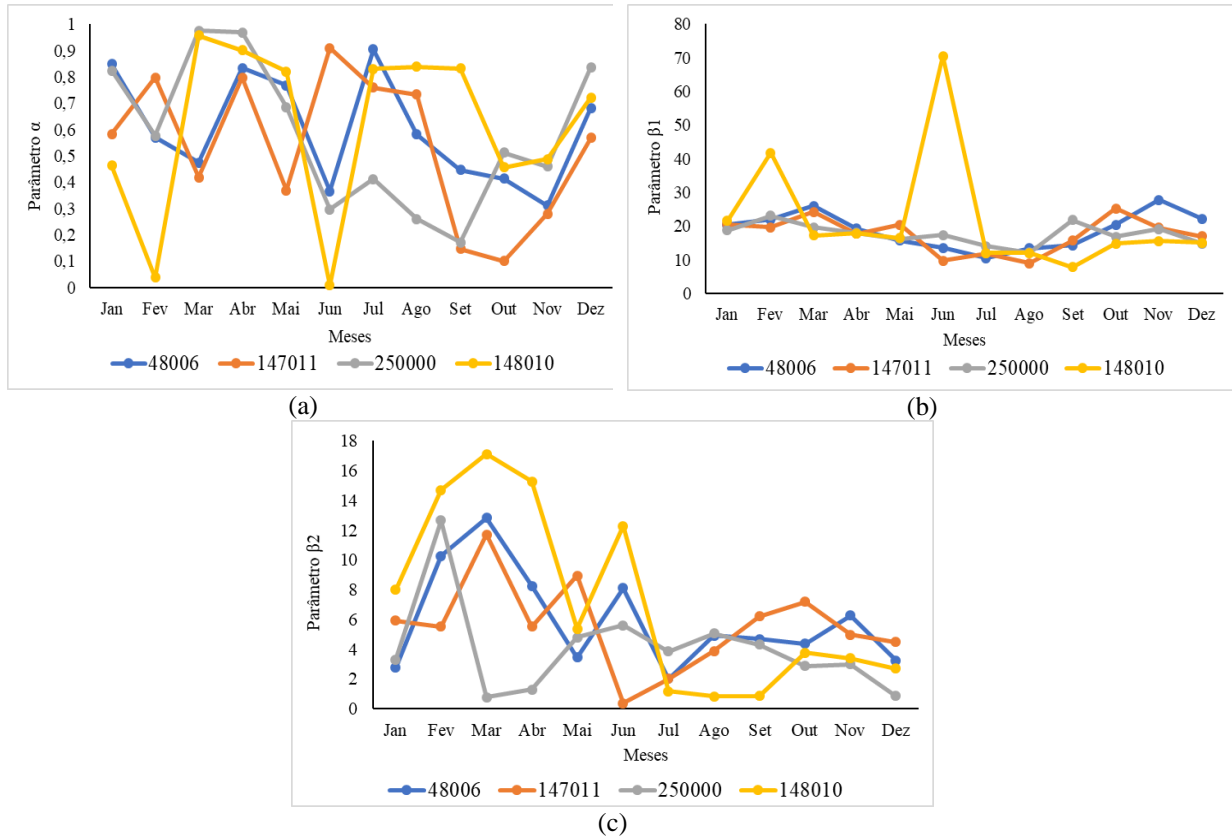 Parâmetro α
1
0,9
0,8
0,7
0,6
0,5
0,4
0,3
0,2
0,1
0
Jan Fev Mar Abr Mai Jun Jul Ago Set Out Nov Dez
Meses
48006 147011 250000 148010
(a)
Parâmetro β1
80
70
60
50
40
30
20
10
0
Jan Fev Mar Abr Mai Jun Jul Ago Set Out Nov Dez
Meses
48006 147011 250000 148010
(b)
Parâmetro β2
18
16
14
12
10
8
6
4
2
0
Jan Fev Mar Abr Mai Jun Jul Ago Set Out Nov Dez
Meses
48006 147011 250000 148010
(c)